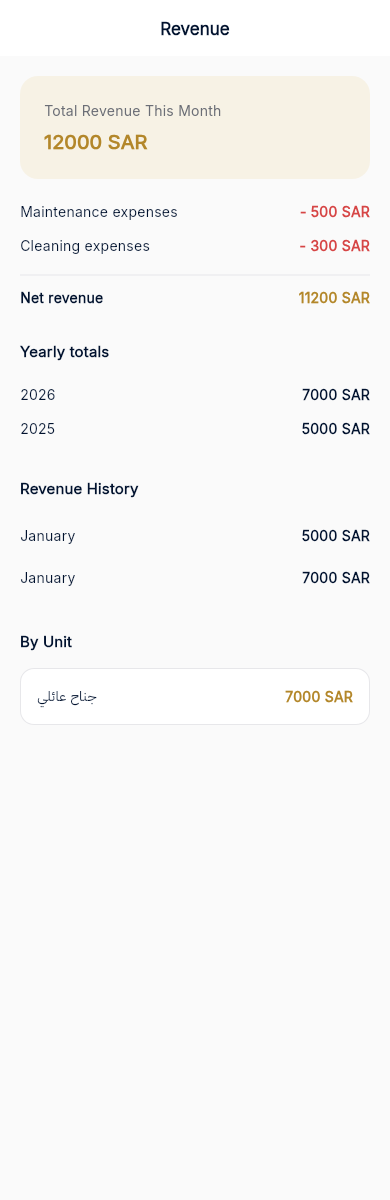 Revenue
Total Revenue This Month
12000 SAR
Maintenance expenses - 500 SAR
Cleaning expenses - 300 SAR
Net revenue 11200 SAR
Yearly totals
2026 7000 SAR
2025 5000 SAR
Revenue History
January 5000 SAR
January 7000 SAR
By Unit
جناح عائلي 7000 SAR